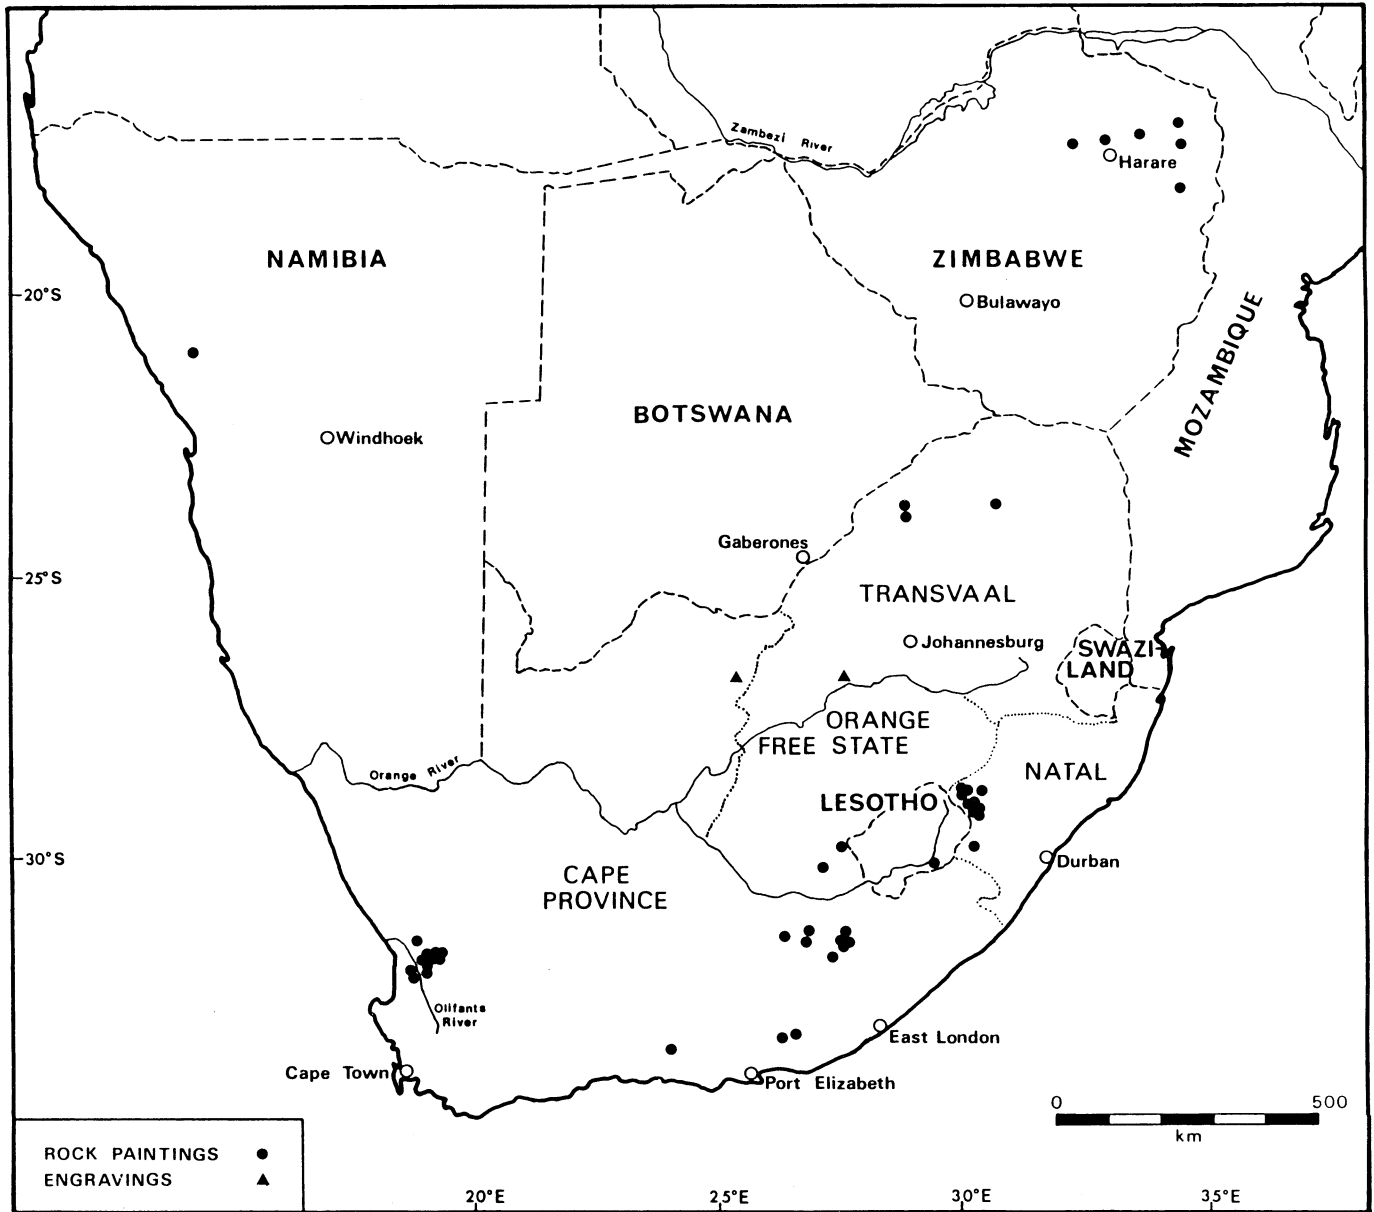 Zambezi River
Harare
NAMIBIA
ZIMBABWE
20°S
Bulawayo
MOZAMBIQUE
BOTSWANA
Windhoek
Gaberones
25°S
TRANSVAAL
Johannesburg
SWAZI-
LAND
ORANGE
FREE STATE
Orange River
NATAL
LESOTHO
30°S
Durban
CAPE
PROVINCE
Olifants
River
East London
Cape Town
Port Elizabeth
0 500
km
ROCK PAINTINGS
ENGRAVINGS
20°E 25°E 30°E 35°E